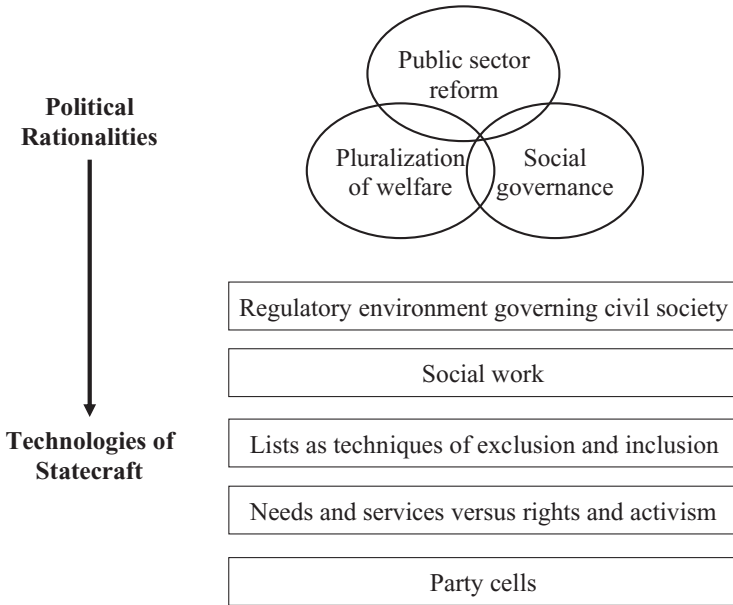 Public sector
reform
Political
Rationalities
Pluralization
of welfare
Social
governance
Regulatory environment governing civil society
Social work
Technologies of
Statecraft
Lists as techniques of exclusion and inclusion
Needs and services versus rights and activism
Party cells